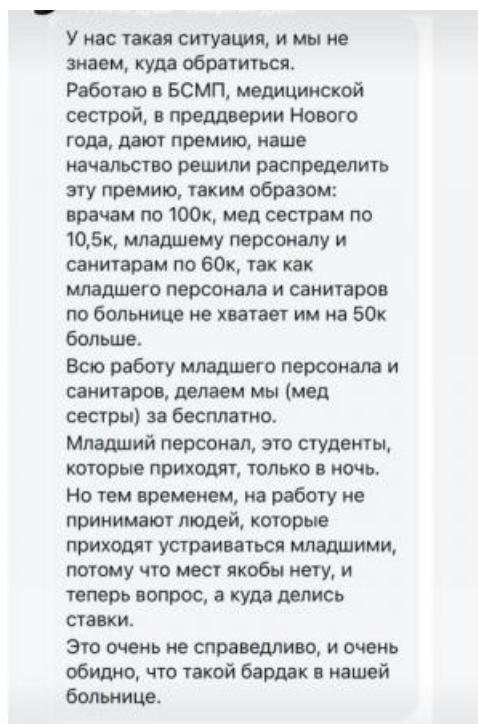 У нас такая ситуация, и мы не
знаем, куда обратиться.
Работаю в БСМП, медицинской
сестрой, в преддверии Нового
года, дают премию, наше
начальство решили распределить
эту премию, таким образом:
врачам по 100к, мед сестрам по
10,5к, младшему персоналу и
санитарам по 60к, так как
младшего персонала и санитаров
по больнице не хватает им на 50к
больше.
Всю работу младшего персонала и
санитаров, делаем мы (мед
сестры) за бесплатно.
Младший персонал, это студенты,
которые приходят, только в ночь.
Но тем временем, на работу не
принимают людей, которые
приходят устраиваться младшими,
потому что мест якобы нету, и
теперь вопрос, а куда делись
ставки.
Это очень не справедливо, и очень
обидно, что такой бардак в нашей
больнице.